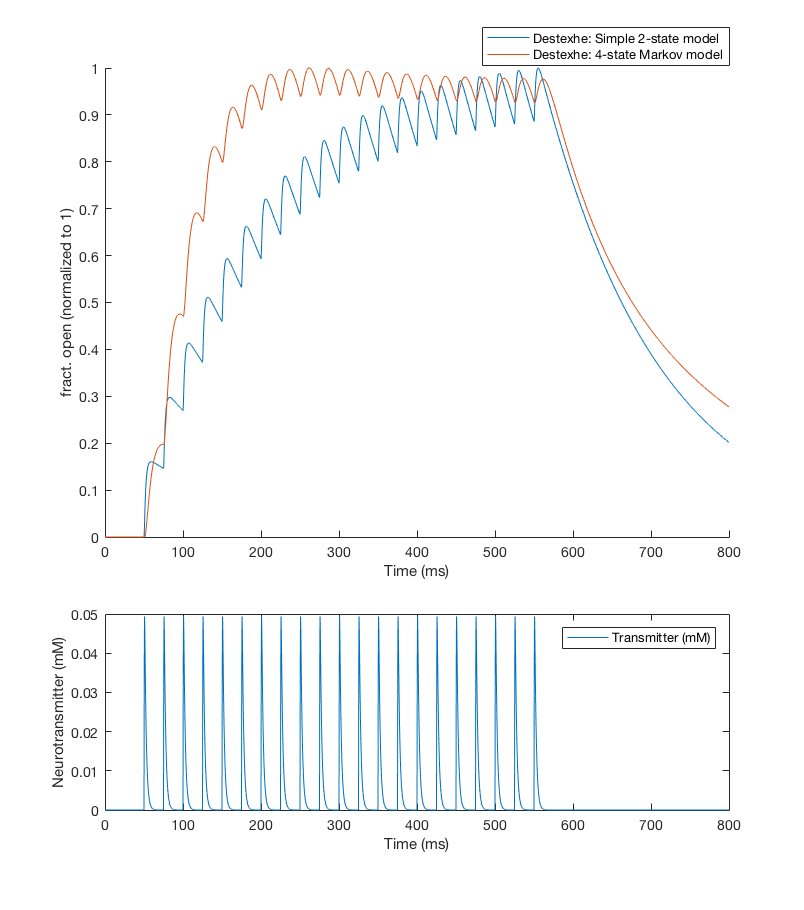 Destexhe: Simple 2-state model
Destexhe: 4-state Markov model
fract. open (normalized to 1)
1
0.9
0.8
0.7
0.6
0.5
0.4
0.3
0.2
0.1
0
0 100 200 300 400 500 600 700 800
Time (ms)
Neurotransmitter (mM)
Transmitter (mM)
0.05
0.04
0.03
0.02
0.01
0
0 100 200 300 400 500 600 700 800
Time (ms)